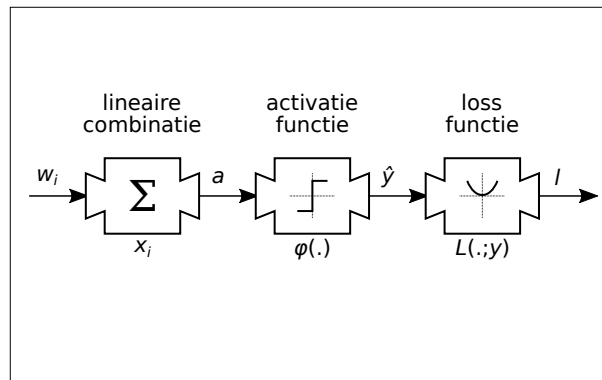 lineaire
combinatie
activatie
functie
loss
functie
wᵢ
Σ
a
ŷ
l
xᵢ
φ(.)
L(.;y)